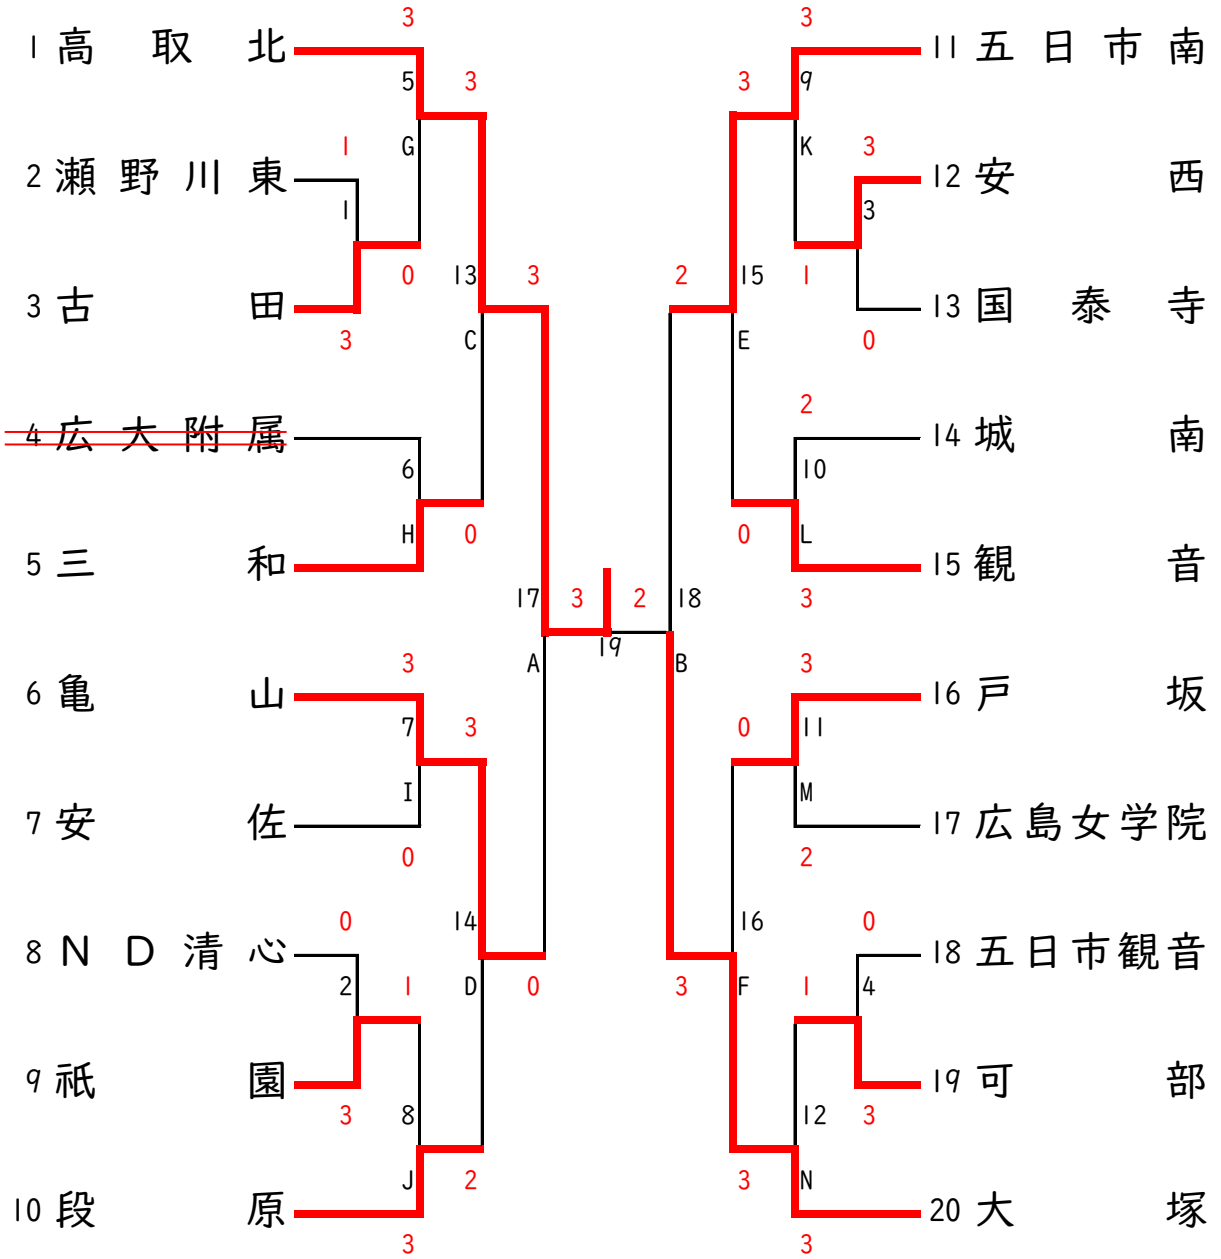 3 3
1 高取北 11 五日市南
5 3 3 9
1 G K 3
2 瀬野川東 12 安西
1 3
0 13 3 2 15 1
3 古田 13 国泰寺
3 C E 0
2
4 広大附属 14 城南
6 10
H 0 0 L
5 三和 15 観音
17 3 2 18 3
19
3 A B 3
6 亀山 16 戸坂
7 3 0 11
I M
7 安佐 17 広島女学院
0 2
0 14 16 0
8 ND清心 18 五日市観音
2 1 D 0 3 F 1 4
9 祇園 19 可部
3 8 12 3
J 2 3 N
10 段原 20 大塚
3 3